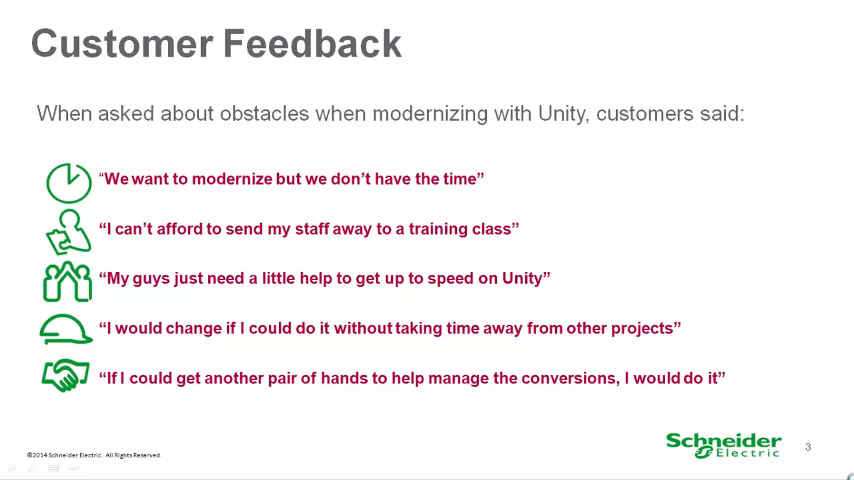 Customer Feedback
When asked about obstacles when modernizing with Unity, customers said:
“We want to modernize but we don’t have the time”
“I can’t afford to send my staff away to a training class”
“My guys just need a little help to get up to speed on Unity”
“I would change if I could do it without taking time away from other projects”
“If I could get another pair of hands to help manage the conversions, I would do it”
Schneider
Electric
3
©2014 Schneider Electric. All Rights Reserved.